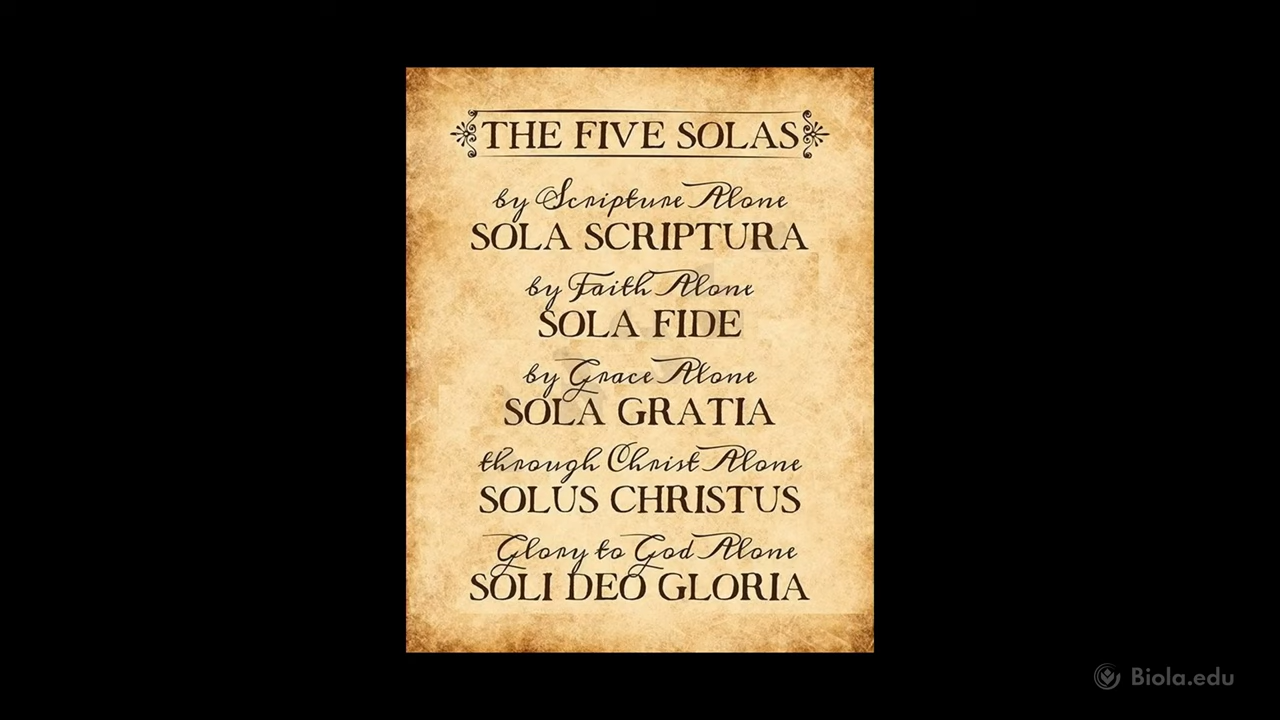 THE FIVE SOLAS
by Scripture Alone
SOLA SCRIPTURA
by Faith Alone
SOLA FIDE
by Grace Alone
SOLA GRATIA
through Christ Alone
SOLUS CHRISTUS
Glory to God Alone
SOLI DEO GLORIA
Biola.edu